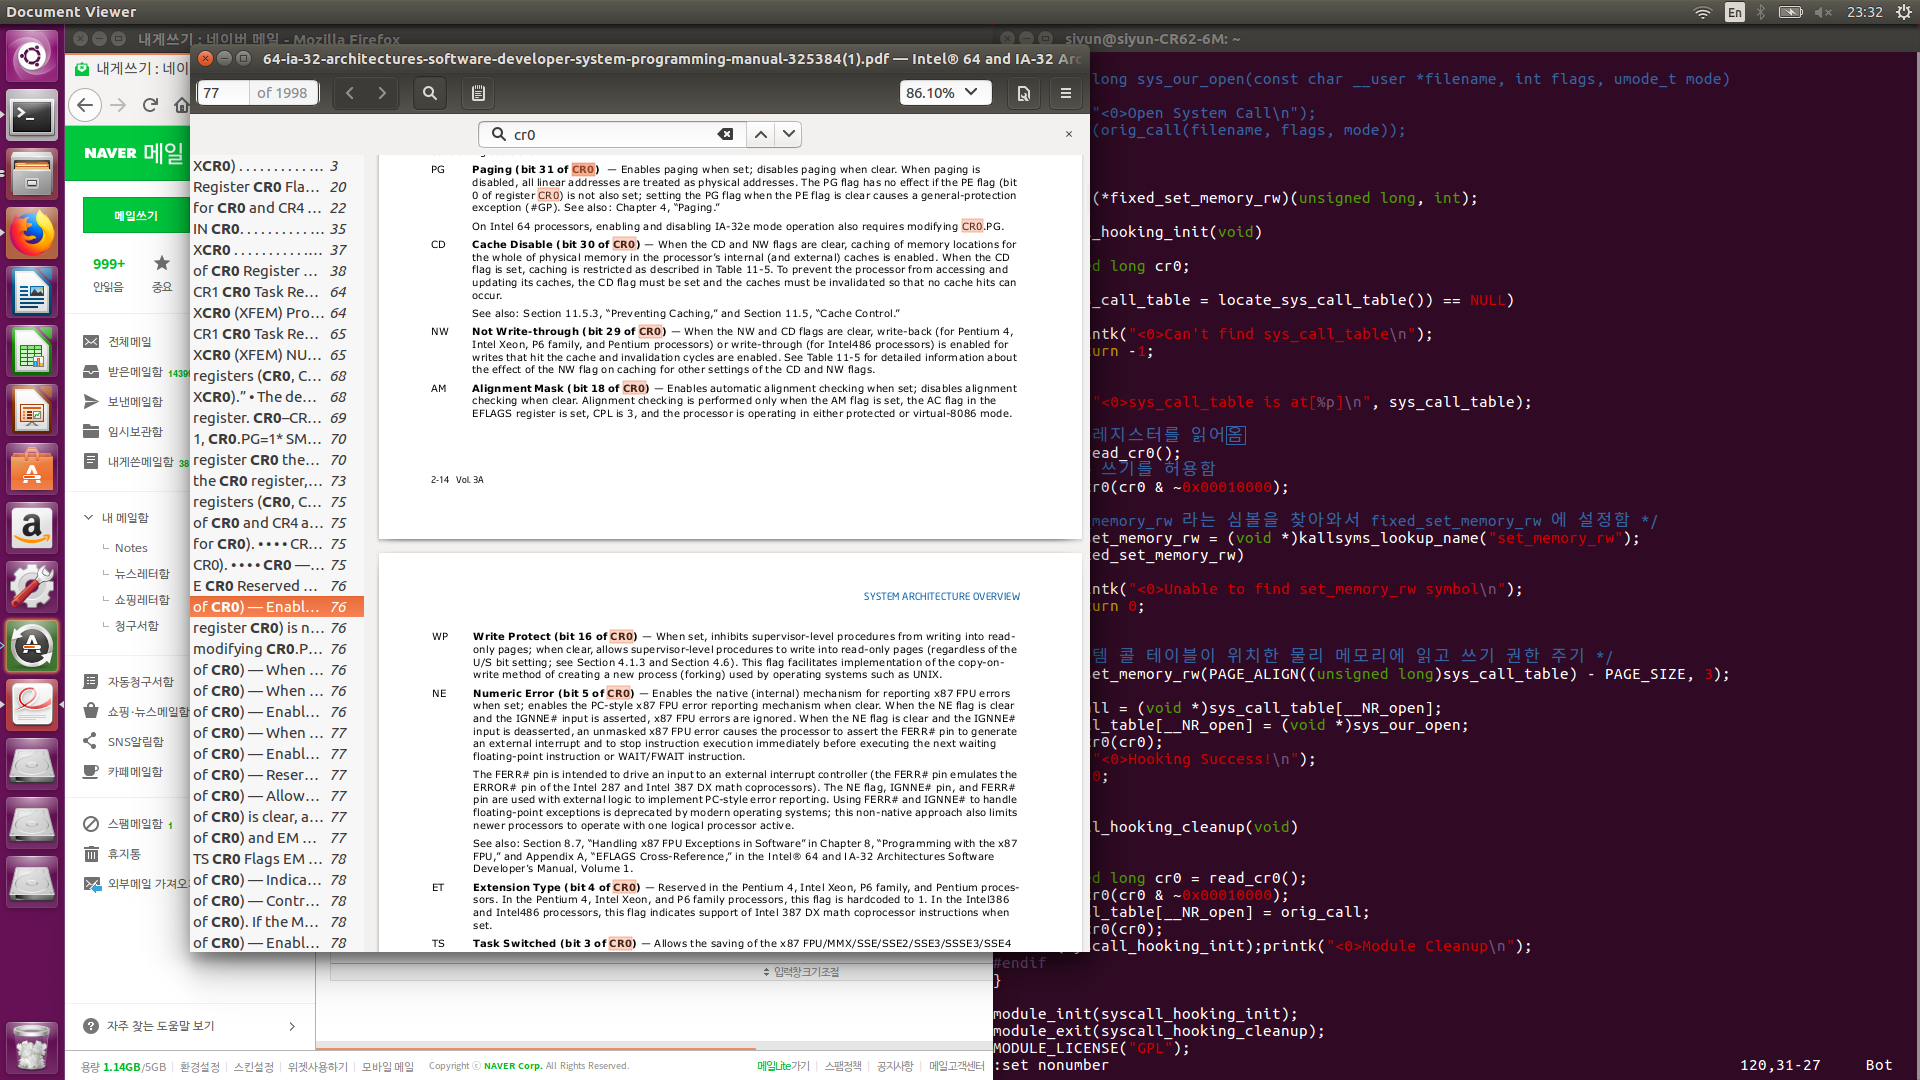 Document Viewer
En
23:32
내게쓰기 : 네이버 메일 - Mozilla Firefox
siyun@siyun-CR62-6M: ~
64-ia-32-architectures-software-developer-system-programming-manual-325384(1).pdf — Intel® 64 and IA-32 Arc
내게쓰기 : 네이
77 of 1998
86.10%
cr0
NAVER 메일
메일쓰기
999+
안읽음 중요
전체메일
받은메일함
보낸메일함
임시보관함
내게쓴메일함 38
내 메일함
Notes
뉴스레터함
쇼핑레터함
청구서함
자동청구서함
쇼핑·뉴스메일함
SNS알림함
카페메일함
스팸메일함 1
휴지통
외부메일 가져오
자주 찾는 도움말 보기
XCR0) . . . . . . . . . . ... 3
Register CR0 Fla... 20
for CR0 and CR4 ... 22
IN CR0. . . . . . . . . ... 35
XCR0 . . . . . . . . . .... 37
of CR0 Register ... 38
CR1 CR0 Task Re... 64
XCR0 (XFEM) Pro... 64
CR1 CR0 Task Re... 65
XCR0 (XFEM) NU... 65
registers (CR0, C... 68
XCR0).” • The de... 68
register. CR0–CR... 69
1, CR0.PG=1* SM... 70
register CR0 the... 70
the CR0 register,... 73
registers (CR0, C... 75
of CR0 and CR4 a... 75
for CR0). • • • • CR... 75
CR0). • • • • CR0 —... 75
E CR0 Reserved ... 76
of CR0) — Enabl... 76
register CR0) is n... 76
modifying CR0.P... 76
of CR0) — When ... 76
of CR0) — When ... 76
of CR0) — Enabl... 76
of CR0) — When ... 77
of CR0) — Enabl... 77
of CR0) — Reser... 77
of CR0) — Allow... 77
of CR0) is clear, a... 77
of CR0) and EM ... 77
TS CR0 Flags EM ... 78
of CR0) — Indica... 78
of CR0) — Contr... 78
of CR0). If the M... 78
of CR0) — Enabl... 78
PG Paging (bit 31 of CR0) — Enables paging when set; disables paging when clear. When paging is
disabled, all linear addresses are treated as physical addresses. The PG flag has no effect if the PE flag (bit
0 of register CR0) is not also set; setting the PG flag when the PE flag is clear causes a general-protection
exception (#GP). See also: Chapter 4, “Paging.”
On Intel 64 processors, enabling and disabling IA-32e mode operation also requires modifying CR0.PG.
CD Cache Disable (bit 30 of CR0) — When the CD and NW flags are clear, caching of memory locations for
the whole of physical memory in the processor’s internal (and external) caches is enabled. When the CD
flag is set, caching is restricted as described in Table 11-5. To prevent the processor from accessing and
updating its caches, the CD flag must be set and the caches must be invalidated so that no cache hits can
occur.
See also: Section 11.5.3, “Preventing Caching,” and Section 11.5, “Cache Control.”
NW Not Write-through (bit 29 of CR0) — When the NW and CD flags are clear, write-back (for Pentium 4,
Intel Xeon, P6 family, and Pentium processors) or write-through (for Intel486 processors) is enabled for
writes that hit the cache and invalidation cycles are enabled. See Table 11-5 for detailed information about
the effect of the NW flag on caching for other settings of the CD and NW flags.
AM Alignment Mask (bit 18 of CR0) — Enables automatic alignment checking when set; disables alignment
checking when clear. Alignment checking is performed only when the AM flag is set, the AC flag in the
EFLAGS register is set, CPL is 3, and the processor is operating in either protected or virtual-8086 mode.
2-14 Vol. 3A
SYSTEM ARCHITECTURE OVERVIEW
WP Write Protect (bit 16 of CR0) — When set, inhibits supervisor-level procedures from writing into read-
only pages; when clear, allows supervisor-level procedures to write into read-only pages (regardless of the
U/S bit setting; see Section 4.1.3 and Section 4.6). This flag facilitates implementation of the copy-on-
write method of creating a new process (forking) used by operating systems such as UNIX.
NE Numeric Error (bit 5 of CR0) — Enables the native (internal) mechanism for reporting x87 FPU errors
when set; enables the PC-style x87 FPU error reporting mechanism when clear. When the NE flag is clear
and the IGNNE# input is asserted, x87 FPU errors are ignored. When the NE flag is clear and the IGNNE#
input is deasserted, an unmasked x87 FPU error causes the processor to assert the FERR# pin to generate
an external interrupt and to stop instruction execution immediately before executing the next waiting
floating-point instruction or WAIT/FWAIT instruction.
The FERR# pin is intended to drive an input to an external interrupt controller (the FERR# pin emulates the
ERROR# pin of the Intel 287 and Intel 387 DX math coprocessors). The NE flag, IGNNE# pin, and FERR#
pin are used with external logic to implement PC-style error reporting. Using FERR# and IGNNE# to handle
floating-point exceptions is deprecated by modern operating systems; this non-native approach also limits
newer processors to operate with one logical processor active.
See also: Section 8.7, “Handling x87 FPU Exceptions in Software” in Chapter 8, “Programming with the x87
FPU,” and Appendix A, “EFLAGS Cross-Reference,” in the Intel® 64 and IA-32 Architectures Software
Developer’s Manual, Volume 1.
ET Extension Type (bit 4 of CR0) — Reserved in the Pentium 4, Intel Xeon, P6 family, and Pentium proces-
sors. In the Pentium 4, Intel Xeon, and P6 family processors, this flag is hardcoded to 1. In the Intel386
and Intel486 processors, this flag indicates support of Intel 387 DX math coprocessor instructions when
set.
TS Task Switched (bit 3 of CR0) — Allows the saving of the x87 FPU/MMX/SSE/SSE2/SSE3/SSSE3/SSE4
입력창크기조절
용량 1.14GB/5GB 환경설정 스킨설정 위젯사용하기 모바일 메일 Copyright ⓒ NAVER Corp. All Rights Reserved. 메일Lite가기 스팸정책 공지사항 메일고객센터
long sys_our_open(const char __user *filename, int flags, umode_t mode)
"<0>Open System Call\n");
(orig_call(filename, flags, mode));
(*fixed_set_memory_rw)(unsigned long, int);
l_hooking_init(void)
d long cr0;
_call_table = locate_sys_call_table()) == NULL)
ntk("<0>Can't find sys_call_table\n");
urn -1;
"<0>sys_call_table is at[%p]\n", sys_call_table);
레지스터를 읽어옴
ead_cr0();
쓰기를 허용함
r0(cr0 & ~0x00010000);
memory_rw 라는 심볼을 찾아와서 fixed_set_memory_rw 에 설정함 */
et_memory_rw = (void *)kallsyms_lookup_name("set_memory_rw");
ed_set_memory_rw)
ntk("<0>Unable to find set_memory_rw symbol\n");
urn 0;
템 콜 테이블이 위치한 물리 메모리에 읽고 쓰기 권한 주기 */
et_memory_rw(PAGE_ALIGN((unsigned long)sys_call_table) - PAGE_SIZE, 3);
ll = (void *)sys_call_table[__NR_open];
l_table[__NR_open] = (void *)sys_our_open;
r0(cr0);
"<0>Hooking Success!\n");
0;
l_hooking_cleanup(void)
ed long cr0 = read_cr0();
r0(cr0 & ~0x00010000);
l_table[__NR_open] = orig_call;
r0(cr0);
call_hooking_init);printk("<0>Module Cleanup\n");
#endif
}
module_init(syscall_hooking_init);
module_exit(syscall_hooking_cleanup);
MODULE_LICENSE("GPL");
:set nonumber 120,31-27 Bot